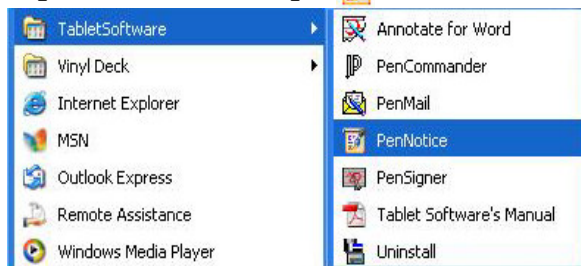 TabletSoftware
Vinyl Deck
Internet Explorer
MSN
Outlook Express
Remote Assistance
Windows Media Player
Annotate for Word
PenCommander
PenMail
PenNotice
PenSigner
Tablet Software's Manual
Uninstall